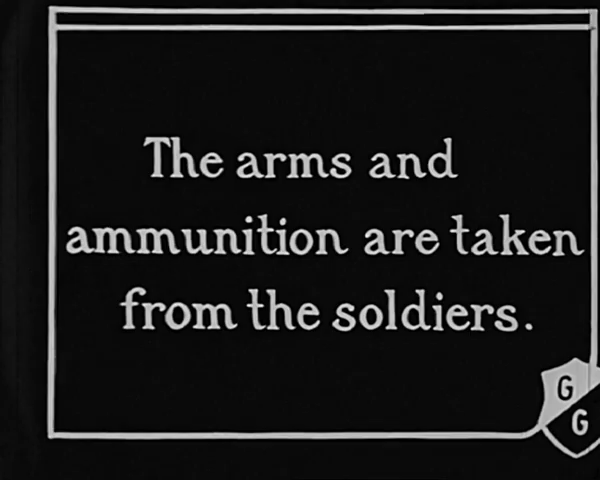 The arms and
ammunition are taken
from the soldiers.
G
G